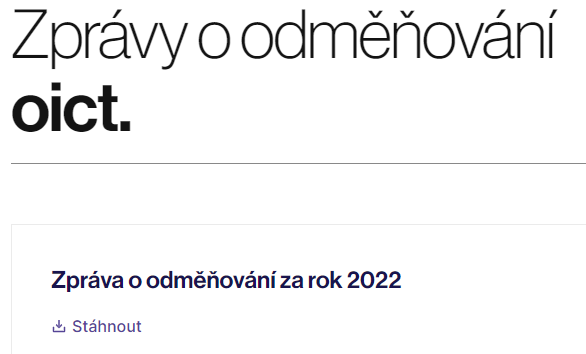 Zprávy o odměňování
oict.
Zpráva o odměňování za rok 2022
Stáhnout